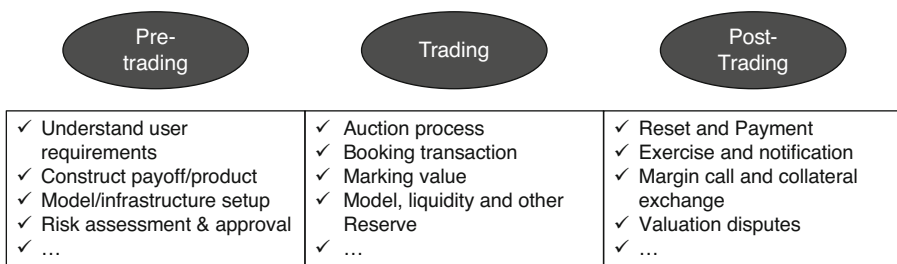 Pre-
trading
Trading
Post-
Trading
✓ Understand user
requirements
✓ Construct payoff/product
✓ Model/infrastructure setup
✓ Risk assessment & approval
✓ …
✓ Auction process
✓ Booking transaction
✓ Marking value
✓ Model, liquidity and other
Reserve
✓ …
✓ Reset and Payment
✓ Exercise and notification
✓ Margin call and collateral
exchange
✓ Valuation disputes
✓ …